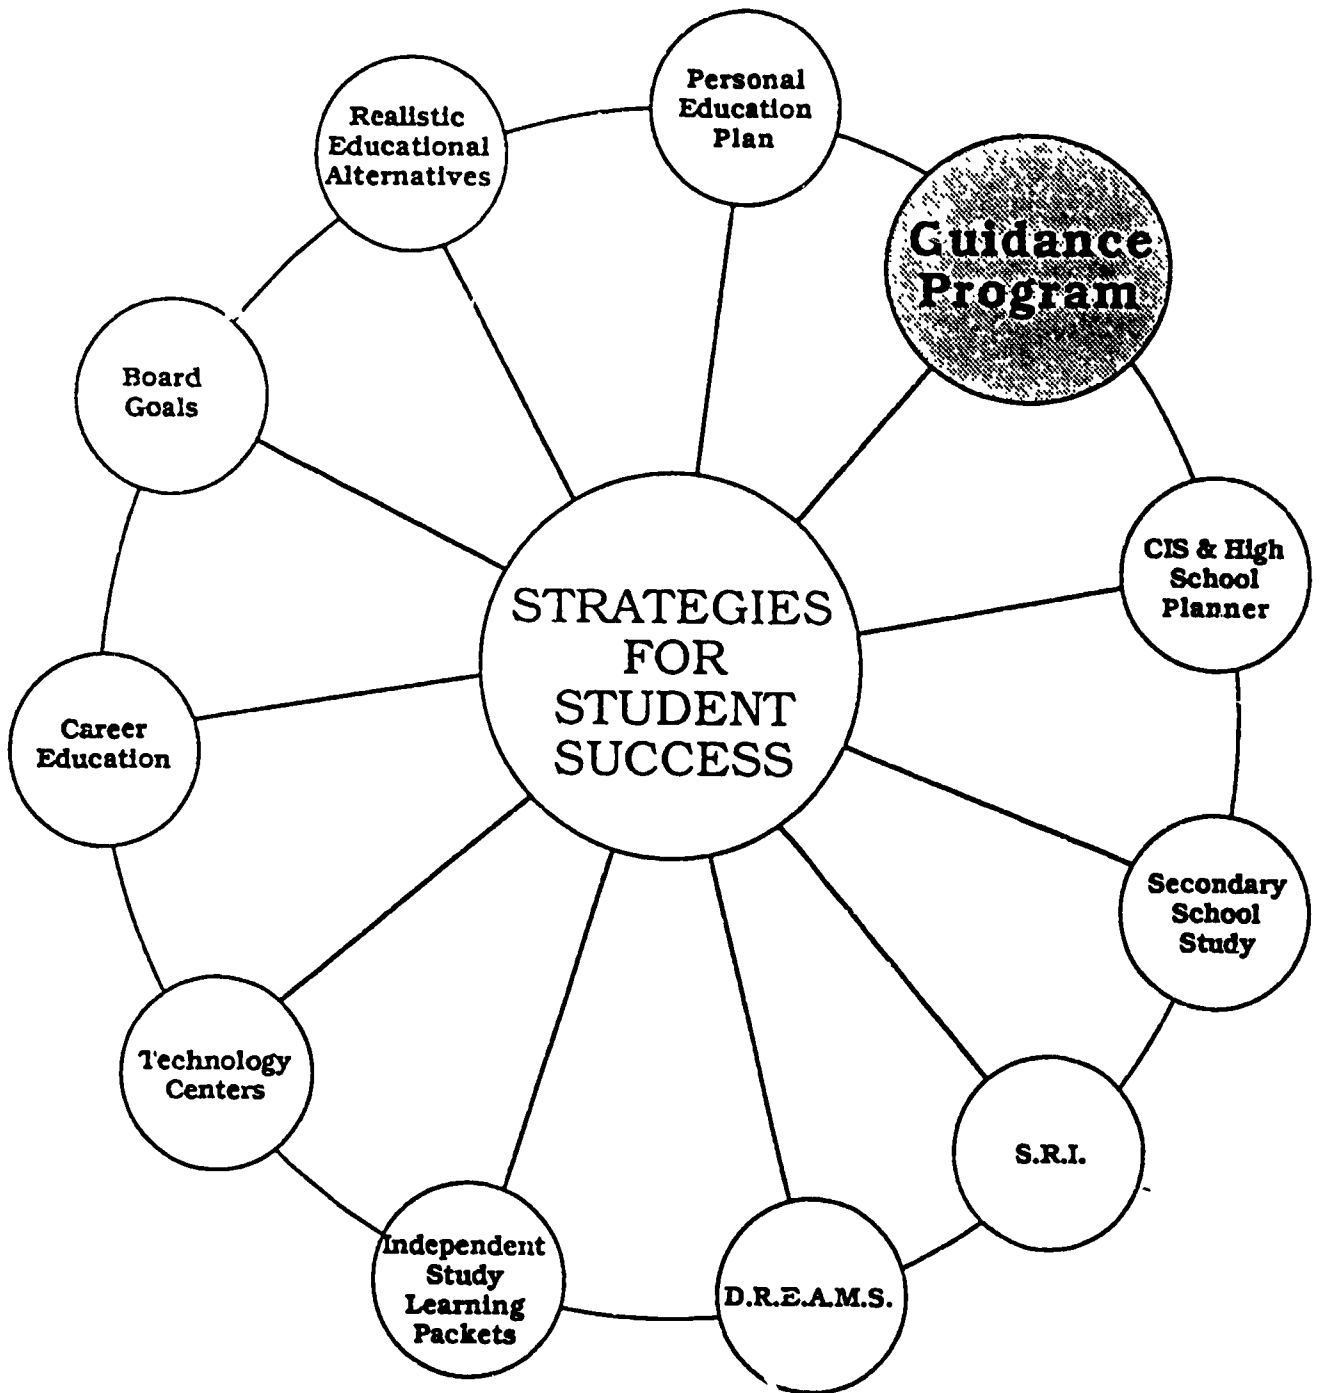 Personal
Education
Plan
Realistic
Educational
Alternatives
Guidance
Program
Board
Goals
CIS & High
School
Planner
STRATEGIES
FOR
STUDENT
SUCCESS
Career
Education
Secondary
School
Study
Technology
Centers
S.R.I.
Independent
Study
Learning
Packets
D.R.E.A.M.S.